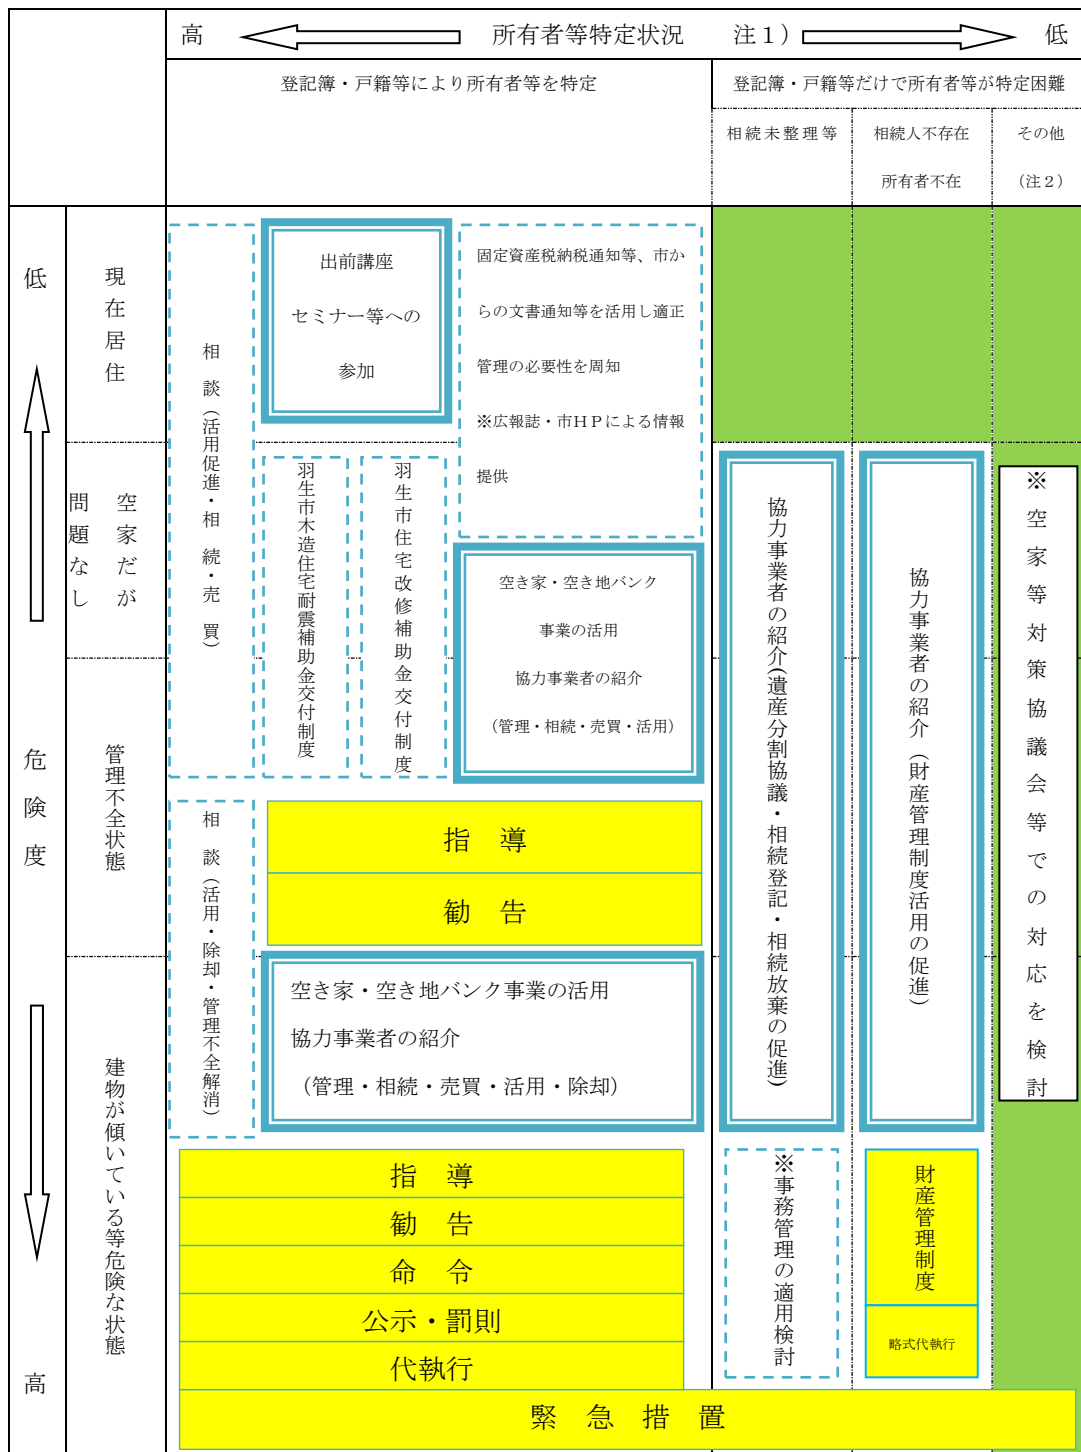 高 所有者等特定状況 注１） 低
登記簿・戸籍等により所有者等を特定
登記簿・戸籍等だけで所有者等が特定困難
相続未整理等
相続人不存在
所有者不在
その他
（注２）
低
危険度
高
現在居住
空家だが
問題なし
管理不全状態
建物が傾いている等危険な状態
相談（活用促進・相続・売買）
出前講座
セミナー等への
参加
固定資産税納税通知等、市か
らの文書通知等を活用し適正
管理の必要性を周知
※広報誌・市ＨＰによる情報
提供
羽生市木造住宅耐震補助金交付制度
羽生市住宅改修補助金交付制度
空き家・空き地バンク
事業の活用
協力事業者の紹介
（管理・相続・売買・活用）
相談（活用・除却・管理不全解消）
指導
勧告
空き家・空き地バンク事業の活用
協力事業者の紹介
（管理・相続・売買・活用・除却）
指導
勧告
命令
公示・罰則
代執行
緊急措置
協力事業者の紹介（遺産分割協議・相続登記・相続放棄の促進）
※事務管理の適用検討
協力事業者の紹介（財産管理制度活用の促進）
財産管理制度
略式代執行
※空家等対策協議会等での対応を検討